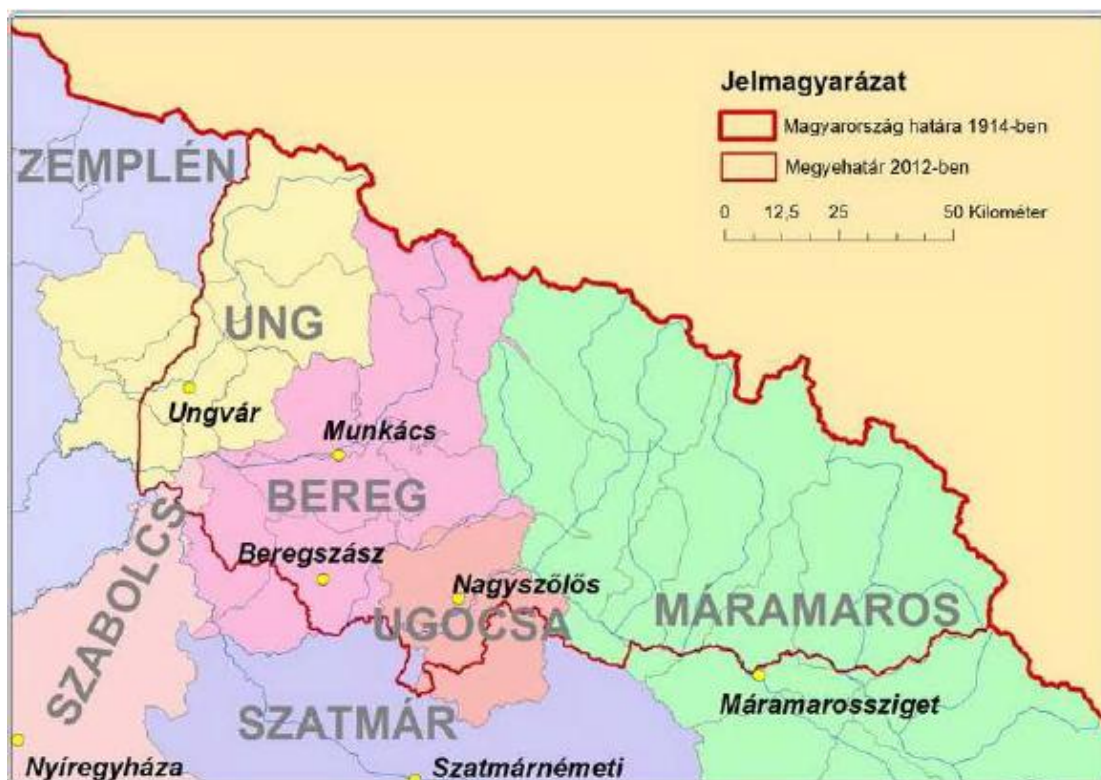 Jelmagyarázat
Magyarország határa 1914-ben
Megyehatár 2012-ben
0 12,5 25 50 Kilométer
ZEMPLÉN
UNG
Ungvár
Munkács
BEREG
SZABOLCS
Beregszász
Nagyszőlős
UGOCSA
MÁRAMAROS
Máramarossziget
SZATMÁR
Nyíregyháza
Szatmárnémeti